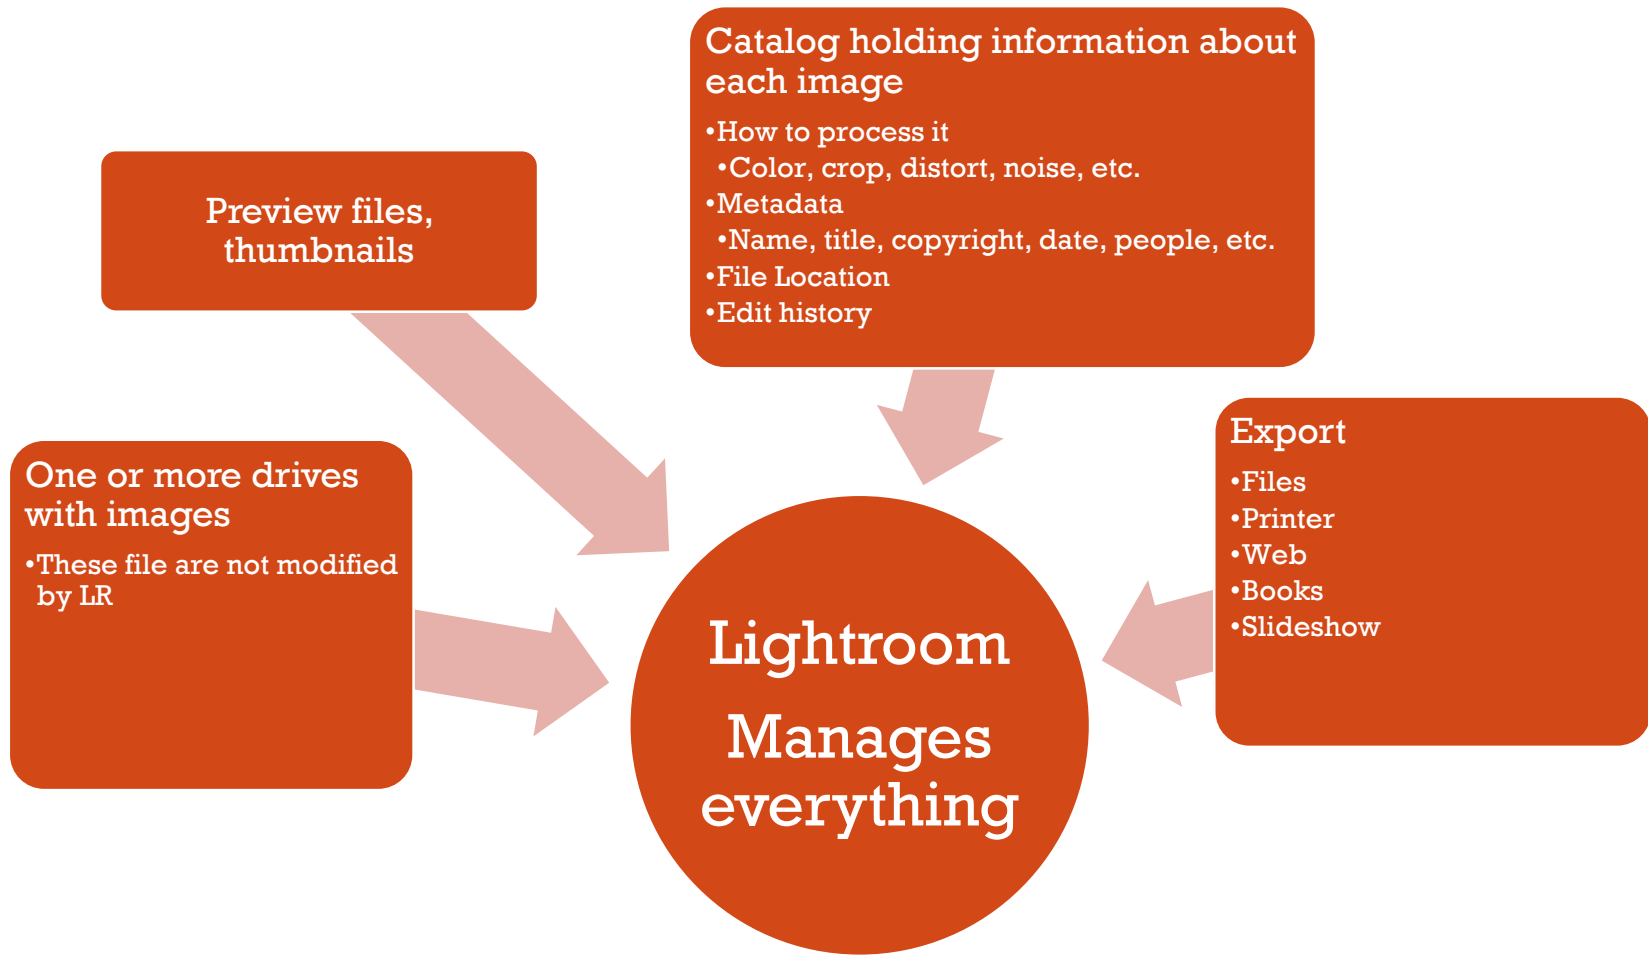 Catalog holding information about
each image
•How to process it
•Color, crop, distort, noise, etc.
•Metadata
•Name, title, copyright, date, people, etc.
•File Location
•Edit history
Preview files,
thumbnails
One or more drives
with images
•These file are not modified
by LR
Export
•Files
•Printer
•Web
•Books
•Slideshow
Lightroom
Manages
everything